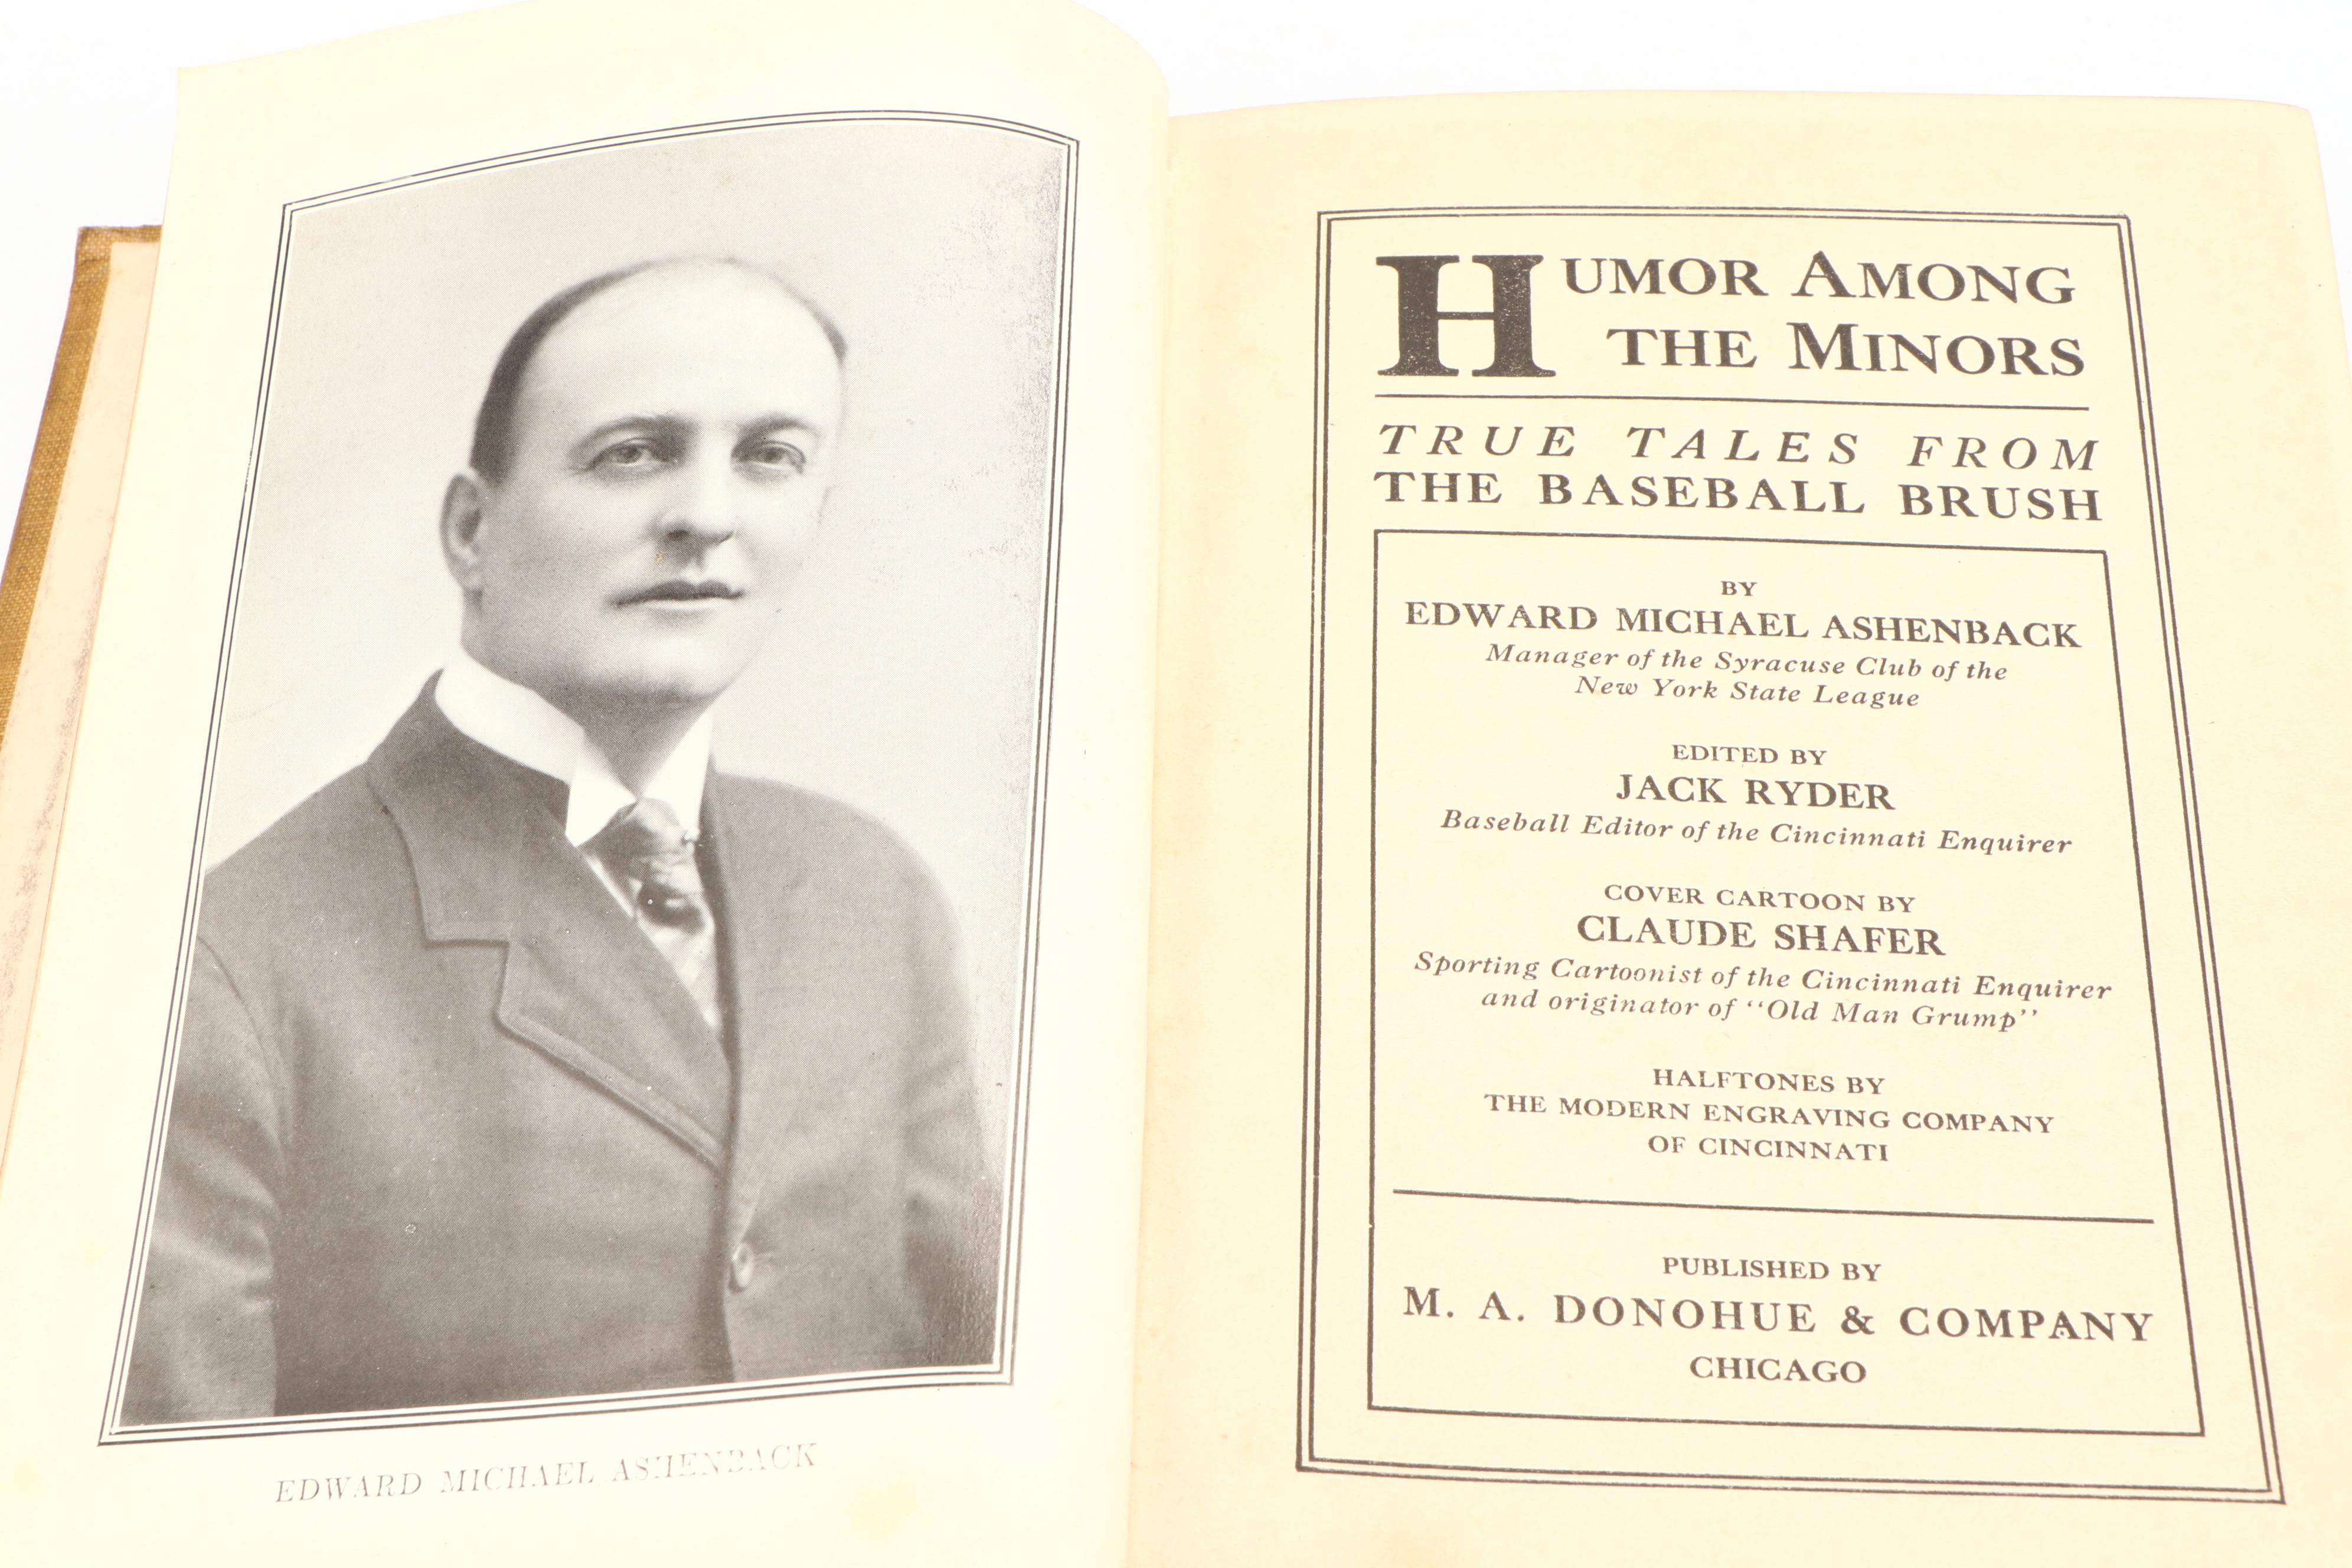 EDWARD MICHAEL ASHENBACK
HUMOR AMONG
THE MINORS
TRUE TALES FROM
THE BASEBALL BRUSH
BY
EDWARD MICHAEL ASHENBACK
Manager of the Syracuse Club of the
New York State League
EDITED BY
JACK RYDER
Baseball Editor of the Cincinnati Enquirer
COVER CARTOON BY
CLAUDE SHAFER
Sporting Cartoonist of the Cincinnati Enquirer
and originator of "Old Man Grump"
HALFTONES BY
THE MODERN ENGRAVING COMPANY
OF CINCINNATI
PUBLISHED BY
M. A. DONOHUE & COMPANY
CHICAGO